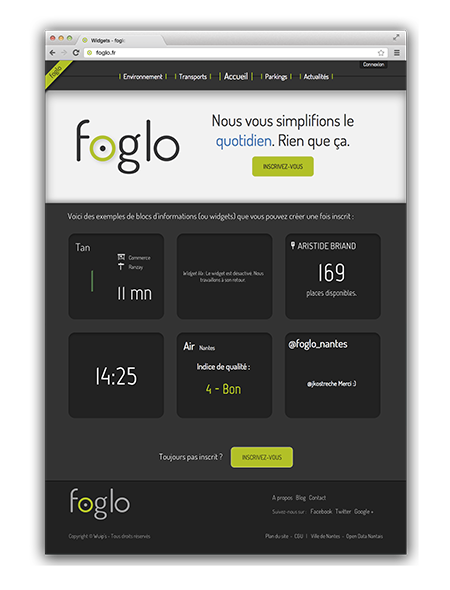 Widgets - foglo
foglo.fr
Foglo
Connexion
Environnement Transports Accueil Parkings Actualités
foglo
Nous vous simplifions le
quotidien. Rien que ça.
INSCRIVEZ-VOUS
Voici des exemples de blocs d'informations (ou widgets) que vous pouvez créer une fois inscrit :
Tan
Commerce
Ranzay
11 mn
Le widget est désactivé. Nous
travaillons à son retour.
ARISTIDE BRIAND
169
places disponibles.
14:25
Air Nantes
Indice de qualité :
4 - Bon
@foglo_nantes
@jkostreche Merci :)
Toujours pas inscrit ?
INSCRIVEZ-VOUS
foglo
A propos Blog Contact
Suivez-nous sur : Facebook Twitter Google +
Tous droits réservés
Plan du site - CGU | Ville de Nantes - Open Data Nantais